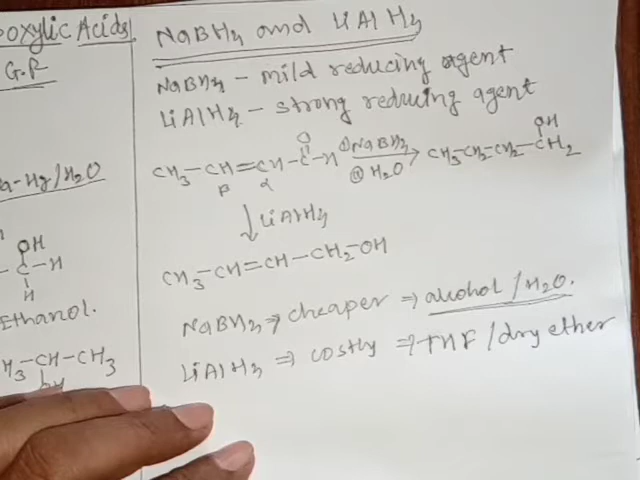 oxylic Acids
G.P
a-Hg/H2O
OH
-C-H
H
Ethanol.
H3-CH-CH3
NaBH4 and LiAlH4
NaBH4 - mild reducing agent
LiAlH4 - strong reducing agent
O OH
CH3-CH=CH-C-H ①NaBH4 ②H2O → CH3-CH2-CH2-CH2
β α
↓ LiAlH4
CH3-CH=CH-CH2-OH
NaBH4 ⇒ cheaper ⇒ alcohol/H2O.
LiAlH4 ⇒ costly ⇒ THF/dry ether